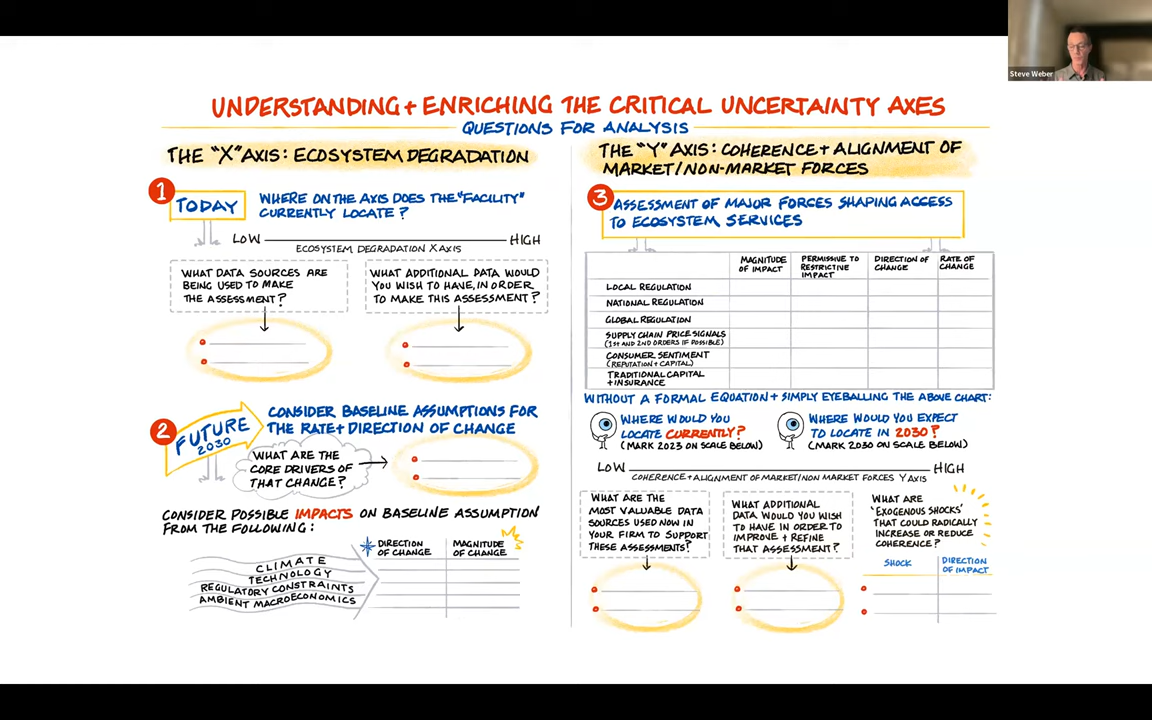 Steve Weber
UNDERSTANDING + ENRICHING THE CRITICAL UNCERTAINTY AXES
QUESTIONS FOR ANALYSIS
THE "X" AXIS: ECOSYSTEM DEGRADATION
1
TODAY
WHERE ON THE AXIS DOES THE "FACILITY"
CURRENTLY LOCATE?
LOW
HIGH
ECOSYSTEM DEGRADATION X AXIS
WHAT DATA SOURCES ARE
BEING USED TO MAKE
THE ASSESSMENT?
WHAT ADDITIONAL DATA WOULD
YOU WISH TO HAVE, IN ORDER
TO MAKE THIS ASSESSMENT?
2
FUTURE
2030
CONSIDER BASELINE ASSUMPTIONS FOR
THE RATE + DIRECTION OF CHANGE
WHAT ARE THE
CORE DRIVERS OF
THAT CHANGE?
CONSIDER POSSIBLE IMPACTS ON BASELINE ASSUMPTION
FROM THE FOLLOWING:
DIRECTION
OF CHANGE
MAGNITUDE
OF CHANGE
CLIMATE
TECHNOLOGY
REGULATORY CONSTRAINTS
AMBIENT MACROECONOMICS
THE "Y" AXIS: COHERENCE + ALIGNMENT OF
MARKET/NON-MARKET FORCES
3
ASSESSMENT OF MAJOR FORCES SHAPING ACCESS
TO ECOSYSTEM SERVICES
MAGNITUDE
OF IMPACT
PERMISSIVE TO
RESTRICTIVE
IMPACT
DIRECTION OF
CHANGE
RATE OF
CHANGE
LOCAL REGULATION
NATIONAL REGULATION
GLOBAL REGULATION
SUPPLY CHAIN PRICE SIGNALS
(1ST AND 2ND ORDERS IF POSSIBLE)
CONSUMER SENTIMENT
(REPUTATION + CAPITAL)
TRADITIONAL CAPITAL
+ INSURANCE
WITHOUT A FORMAL EQUATION + SIMPLY EYEBALLING THE ABOVE CHART:
WHERE WOULD YOU
LOCATE CURRENTLY?
(MARK 2023 ON SCALE BELOW)
WHERE WOULD YOU EXPECT
TO LOCATE IN 2030?
(MARK 2030 ON SCALE BELOW)
LOW
HIGH
COHERENCE + ALIGNMENT OF MARKET/NON MARKET FORCES Y AXIS
WHAT ARE THE
MOST VALUABLE DATA
SOURCES USED NOW IN
YOUR FIRM TO SUPPORT
THESE ASSESSMENTS?
WHAT ADDITIONAL
DATA WOULD YOU WISH
TO HAVE IN ORDER TO
IMPROVE + REFINE
THAT ASSESSMENT?
WHAT ARE
'EXOGENOUS SHOCKS'
THAT COULD RADICALLY
INCREASE OR REDUCE
COHERENCE?
SHOCK
DIRECTION
OF IMPACT